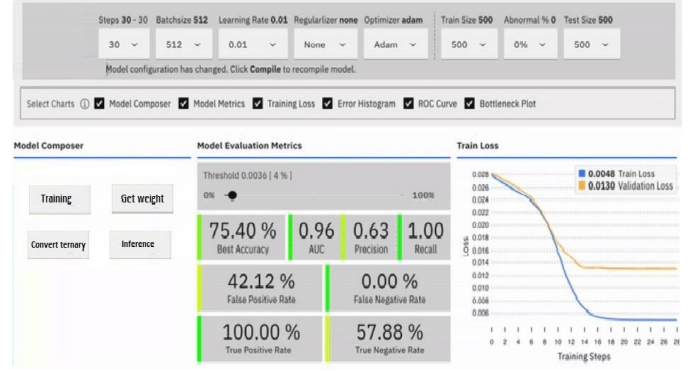 Steps 30 - 30 Batchsize 512 Learning Rate 0.01 Regularlizer none Optimizer adam Train Size 500 Abnormal % 0 Test Size 500
30 512 0.01 None Adam 500 0% 500
Model configuration has changed. Click Compile to recompile model.
Select Charts Model Composer Model Metrics Training Loss Error Histogram ROC Curve Bottleneck Plot
Model Composer
Training Get weight
Convert ternary Inference
Model Evaluation Metrics
Threshold 0.0036 [ 4 % ]
0% 100%
75.40 % 0.96 0.63 1.00
Best Accuracy AUC Precision Recall
42.12 % 0.00 %
False Positive Rate False Negative Rate
100.00 % 57.88 %
True Positive Rate True Negative Rate
Train Loss
0.0048 Train Loss
0.0130 Validation Loss
0.028
0.026
0.024
0.022
0.020
0.018
0.016
0.014
0.012
0.010
0.008
0.006
Loss
0 2 4 6 8 10 12 14 16 18 20 22 24 26 28
Training Steps